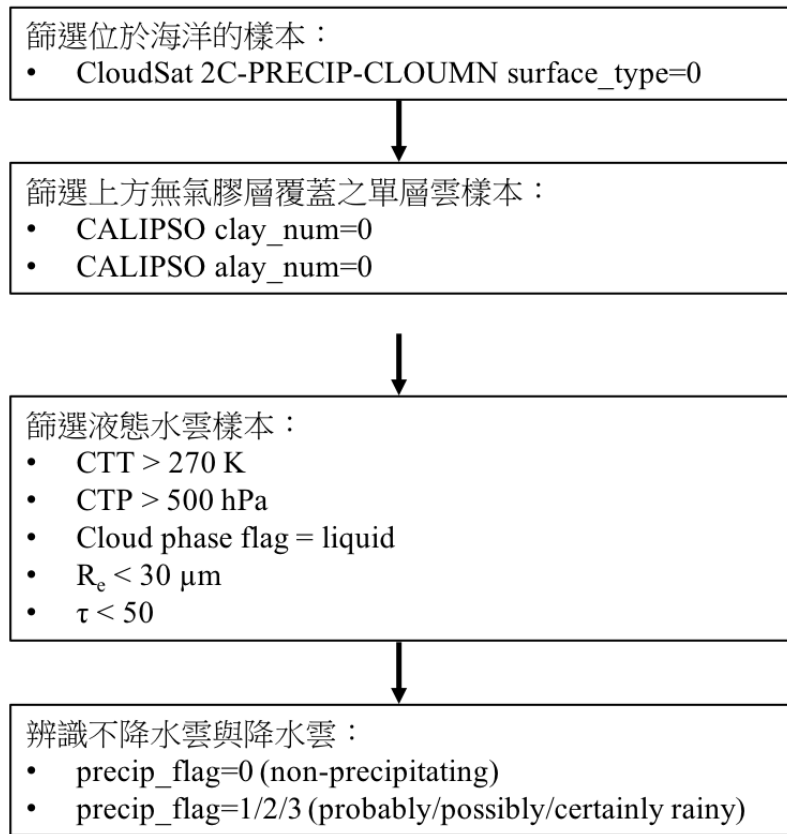 篩選位於海洋的樣本：
• CloudSat 2C-PRECIP-CLOUMN surface_type=0
篩選上方無氣膠層覆蓋之單層雲樣本：
• CALIPSO clay_num=0
• CALIPSO alay_num=0
篩選液態水雲樣本：
• CTT > 270 K
• CTP > 500 hPa
• Cloud phase flag = liquid
• Re < 30 μm
• τ < 50
辨識不降水雲與降水雲：
• precip_flag=0 (non-precipitating)
• precip_flag=1/2/3 (probably/possibly/certainly rainy)